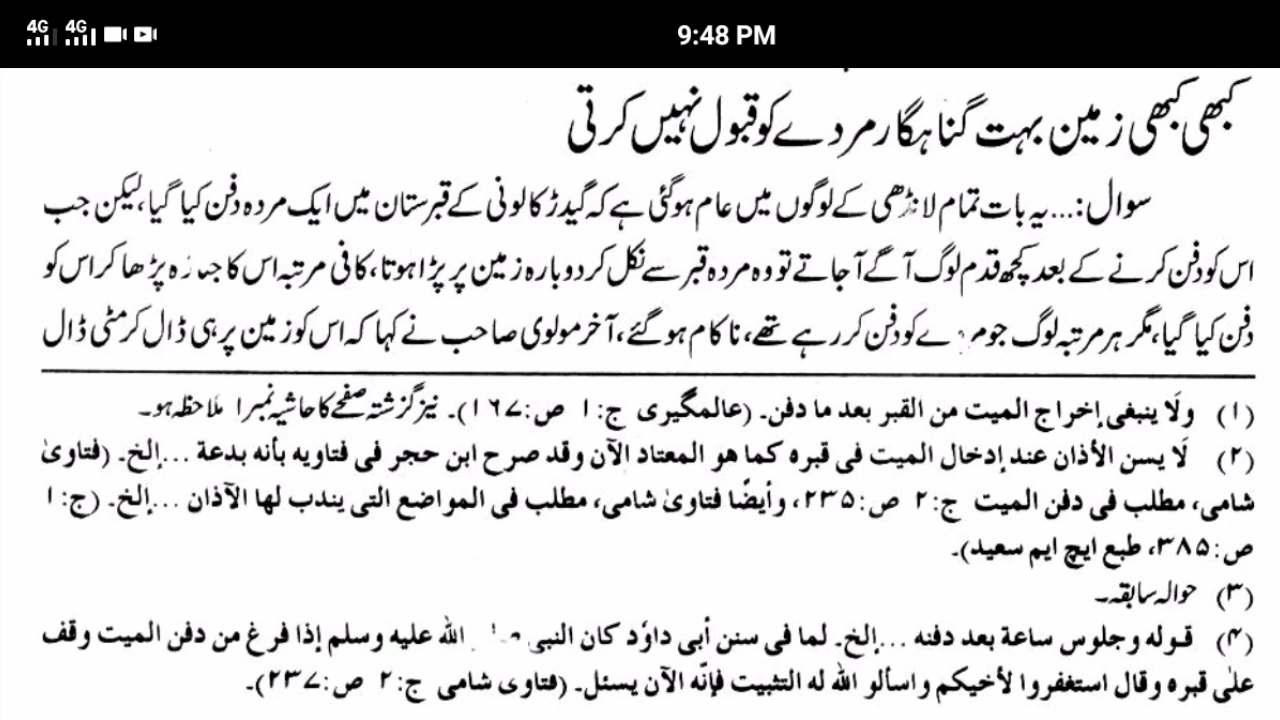 4G 4G 9:48 PM
کبھی کبھی زمین بہت گناہگار مردے کو قبول نہیں کرتی
سوال:... یہ بات تمام لانڈھی کے لوگوں میں عام ہوگئی ہے کہ گیدڑ کالونی کے قبرستان میں ایک مردہ دفن کیا گیا، لیکن جب
اس کو دفن کرنے کے بعد کچھ قدم لوگ آگے آجاتے تو وہ مردہ قبر سے نکل کر دوبارہ زمین پر پڑا ہوتا، کافی مرتبہ اس کا جنازہ پڑھا کر اس کو
دفن کیا گیا، مگر ہر مرتبہ لوگ جو مردے کو دفن کر رہے تھے، ناکام ہوگئے، آخر مولوی صاحب نے کہا کہ اس کو زمین پر ہی ڈال کر مٹی ڈال
(۱) ولَا ینبغی إخراج المیت من القبر بعد ما دفن۔ (عالمگیری ج:۱ ص:۱۶۷)۔ نیز گزشتہ صفحے کا حاشیہ نمبر۱ ملاحظہ ہو۔
(۲) لَا یسن الأذان عند إدخال المیت فی قبرہ کما ھو المعتاد الآن وقد صرح ابن حجر فی فتاویہ بأنہ بدعة ...إلخ۔ (فتاویٰ
شامی، مطلب فی دفن المیت ج:۲ ص:۲۳۵، وأیضًا فتاویٰ شامی، مطلب فی المواضع التی یندب لھا الآذان ...إلخ۔ (ج:۱
ص:۳۸۵، طبع ایچ ایم سعید)۔
(۳) حوالہ سابقہ۔
(۴) قولہ وجلوس ساعة بعد دفنہ ...إلخ۔ لما فی سنن أبی داوٗد کان النبی صلی اللہ علیہ وسلم إذا فرغ من دفن المیت وقف
علٰی قبرہ وقال استغفروا لأخیکم واسألو اللہ لہ التثبیت فإنّہ الآن یسئل۔ (فتاویٰ شامی ج:۲ ص:۲۳۷)۔